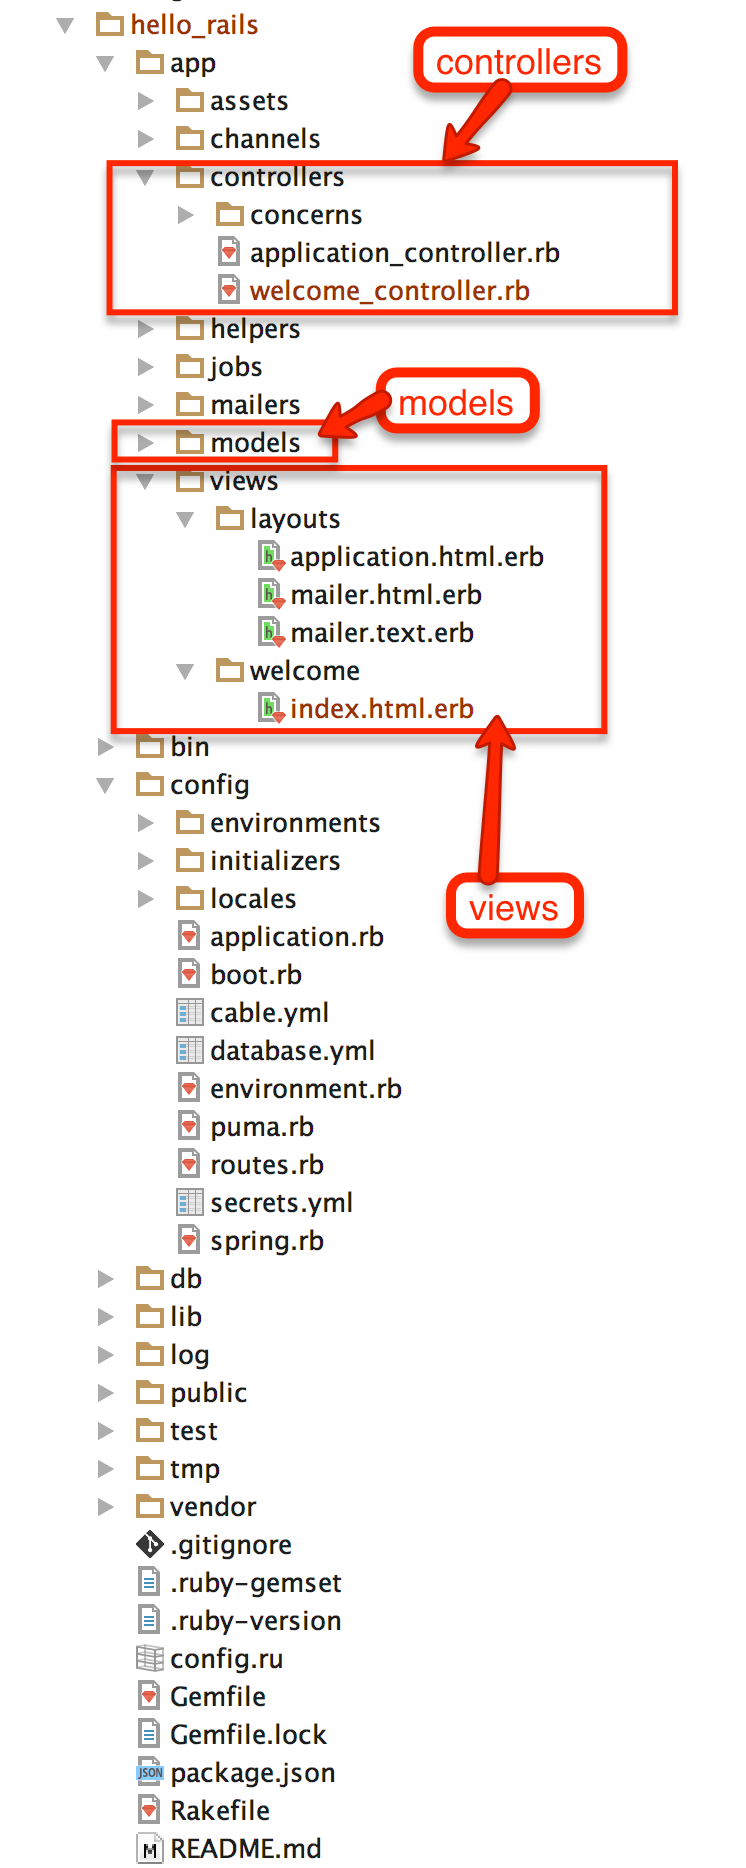 hello_rails
app
controllers
assets
channels
controllers
concerns
application_controller.rb
welcome_controller.rb
helpers
jobs
mailers
models
models
views
layouts
application.html.erb
mailer.html.erb
mailer.text.erb
welcome
index.html.erb
bin
config
environments
initializers
locales
views
application.rb
boot.rb
cable.yml
database.yml
environment.rb
puma.rb
routes.rb
secrets.yml
spring.rb
db
lib
log
public
test
tmp
vendor
.gitignore
.ruby-gemset
.ruby-version
config.ru
Gemfile
Gemfile.lock
JSON package.json
Rakefile
M README.md